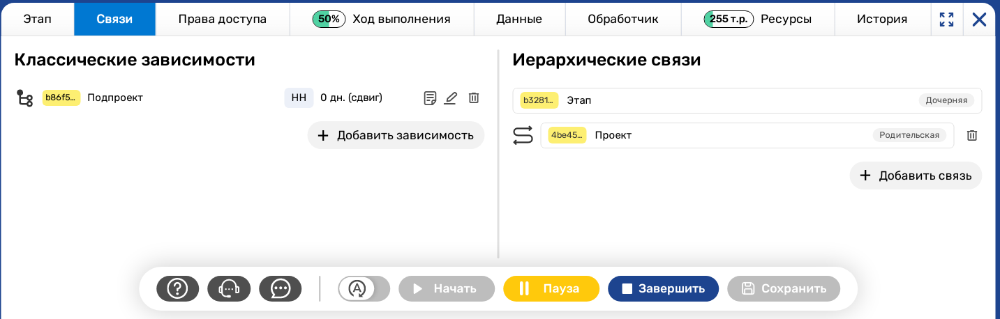 Этап Связи Права доступа 50% Ход выполнения Данные Обработчик 255 т.р. Ресурсы История
Классические зависимости
b86f5... Подпроект НН 0 дн. (сдвиг)
+ Добавить зависимость
Иерархические связи
b3281... Этап Дочерняя
4be45... Проект Родительская
+ Добавить связь
A Начать Пауза Завершить Сохранить